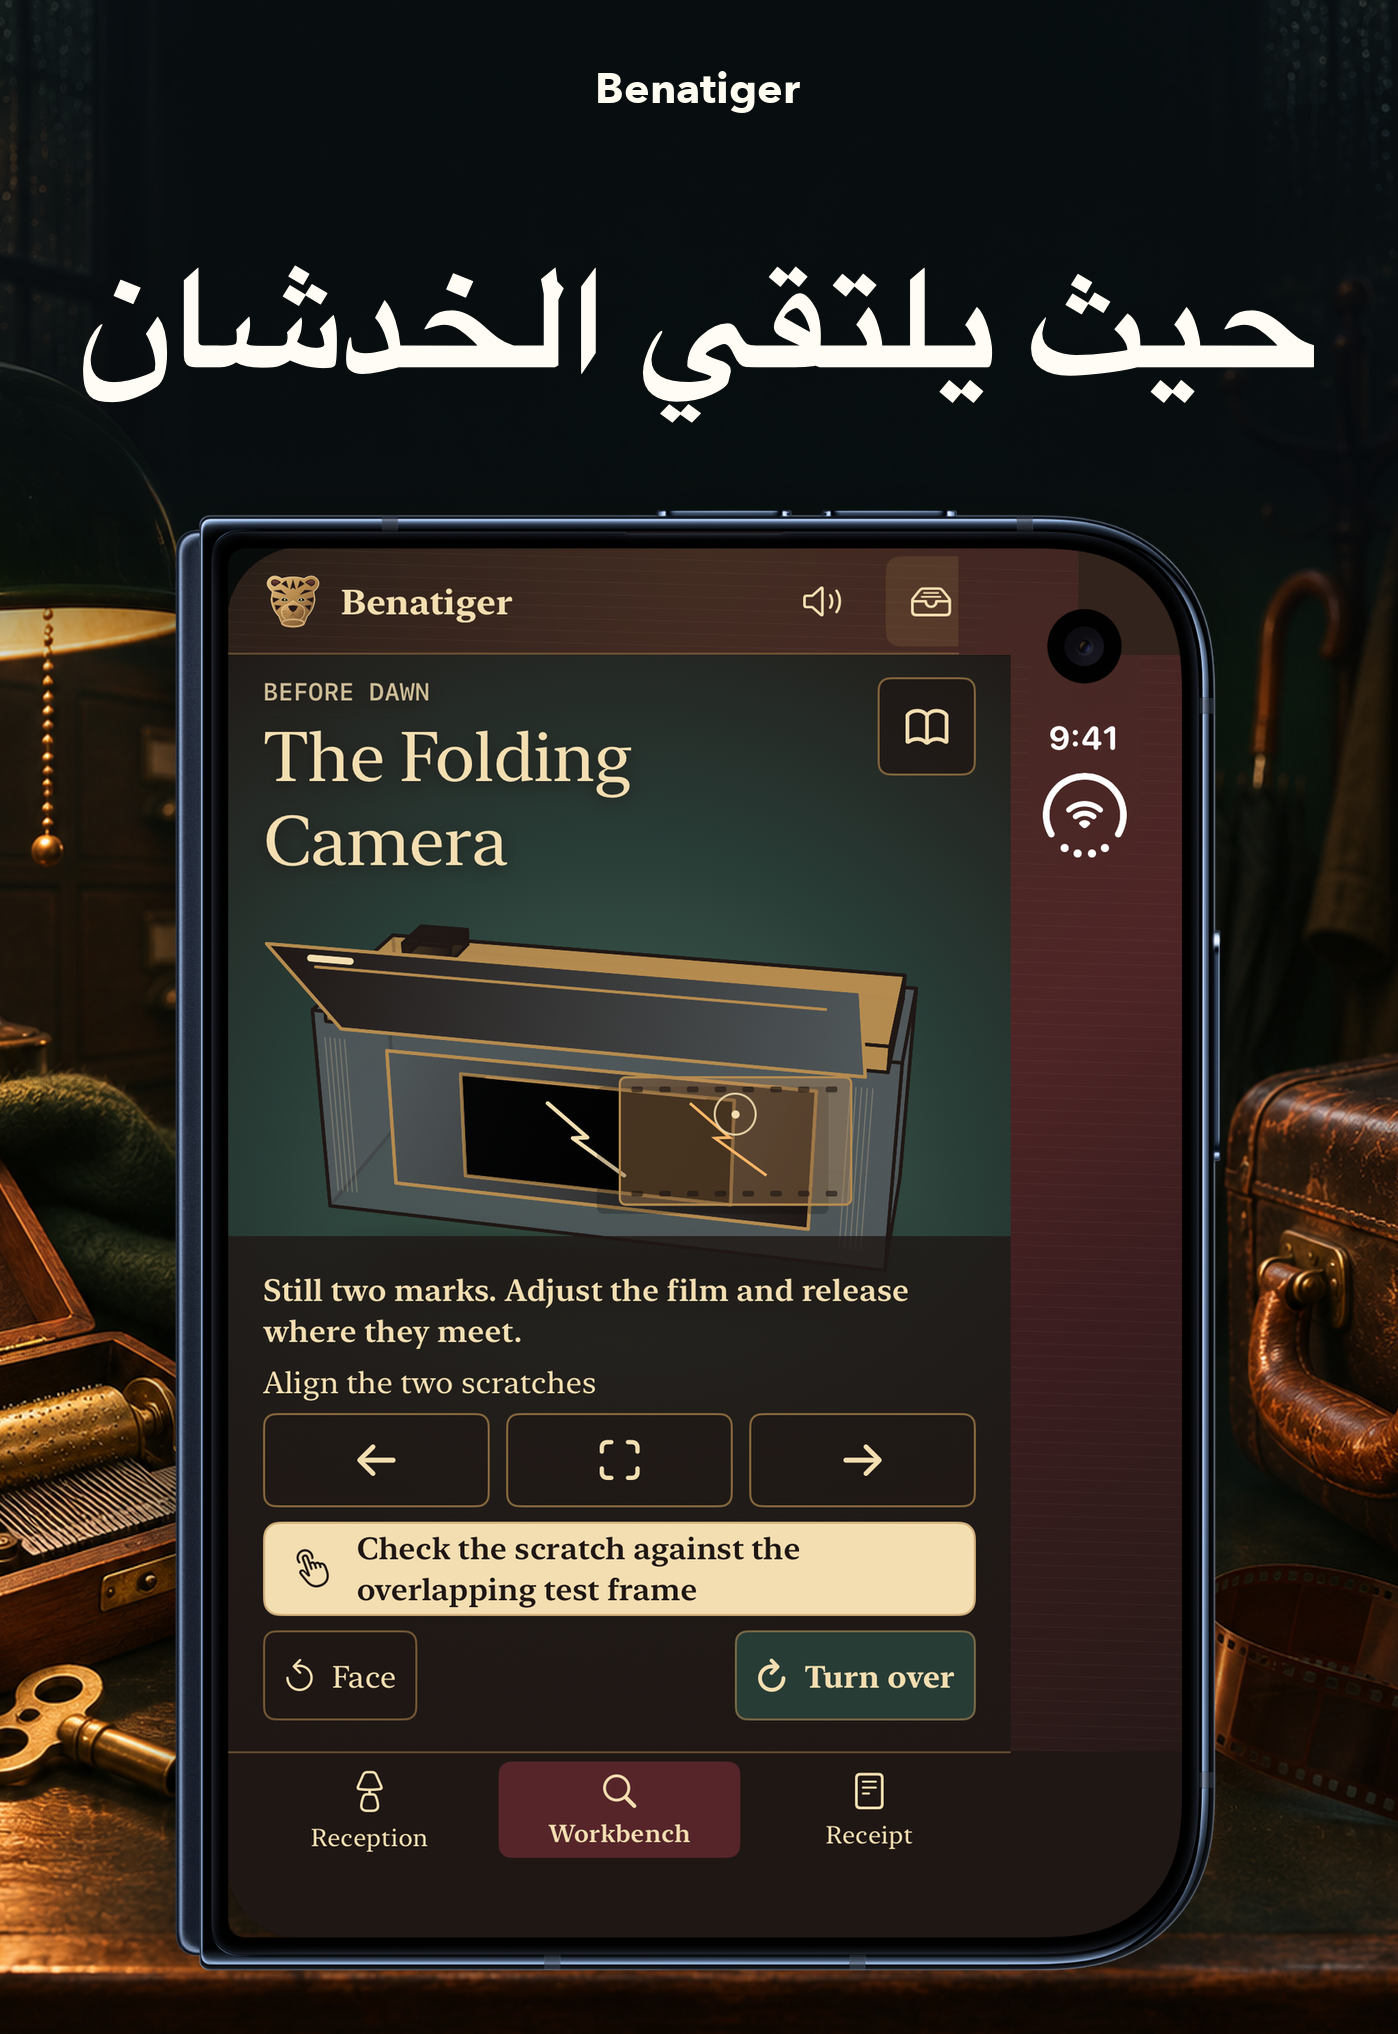 Benatiger
حيث يلتقي الخدشان
Benatiger
9:41
BEFORE DAWN
The Folding
Camera
Still two marks. Adjust the film and release
where they meet.
Align the two scratches
Check the scratch against the
overlapping test frame
Face
Turn over
Reception
Workbench
Receipt